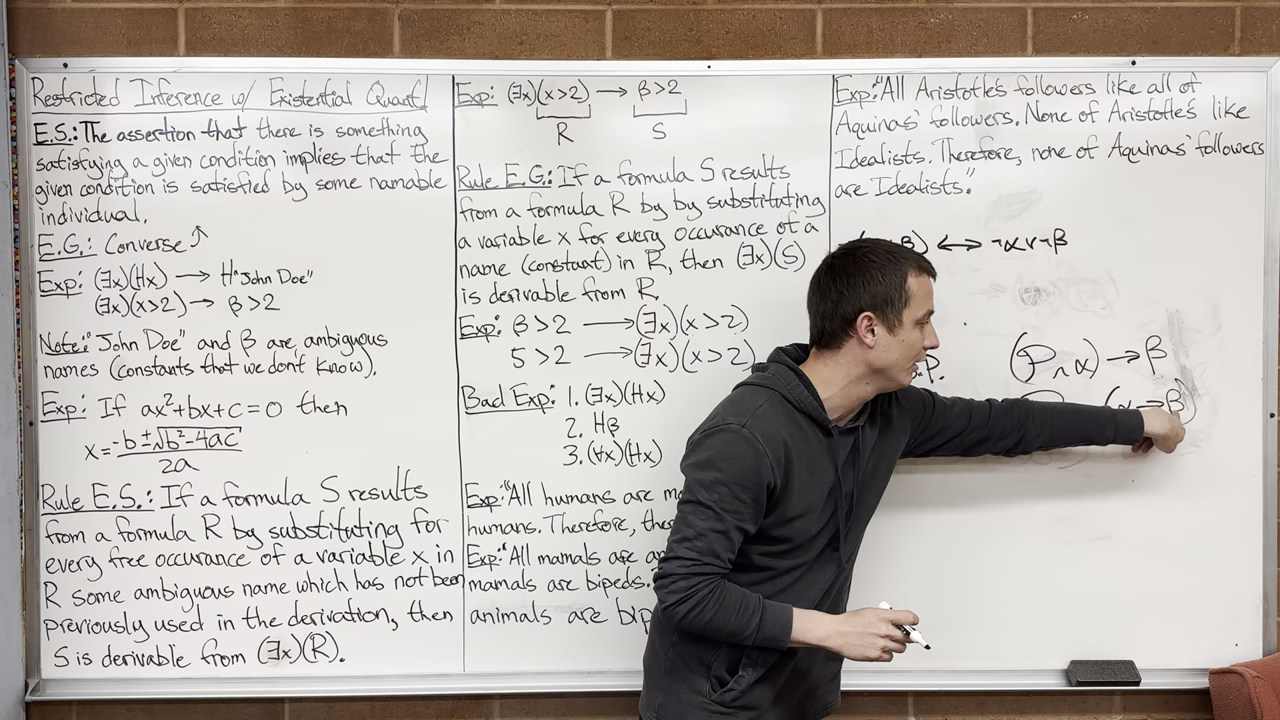 Restricted Inference w/ Existential Quant.
E.S.: The assertion that there is something
satisfying a given condition implies that the
given condition is satisfied by some namable
individual.
E.G.: Converse ↑
Exp: (∃x)(Hx) → H"John Doe"
(∃x)(x>2) → β>2
Note: "John Doe" and β are ambiguous
names (constants that we don't know).
Exp: If ax²+bx+c=0 then
x=-b±√b²-4ac
2a
Rule E.S.: If a formula S results
from a formula R by substituting for
every free occurance of a variable x in
R some ambiguous name which has not been
previously used in the derivation, then
S is derivable from (∃x)(R).
Exp: (∃x)(x>2) → β>2
R S
Rule E.G.: If a formula S results
from a formula R by by substituting
a variable x for every occurance of a
name (constant) in R, then (∃x)(S)
is derivable from R.
Exp: β>2 → (∃x)(x>2)
5>2 → (∃x)(x>2)
Bad Exp: 1. (∃x)(Hx)
2. Hβ
3. (∀x)(Hx)
Exp: "All humans are
humans. Therefore,
Exp: "All mamals are
mamals are bipeds.
animals are
Exp: "All Aristotle's followers like all of
Aquinas' followers. None of Aristotle's like
Idealists. Therefore, none of Aquinas' followers
are Idealists."
β) ↔ ¬α∨¬β
P. (P∧α) → β
(α → β)